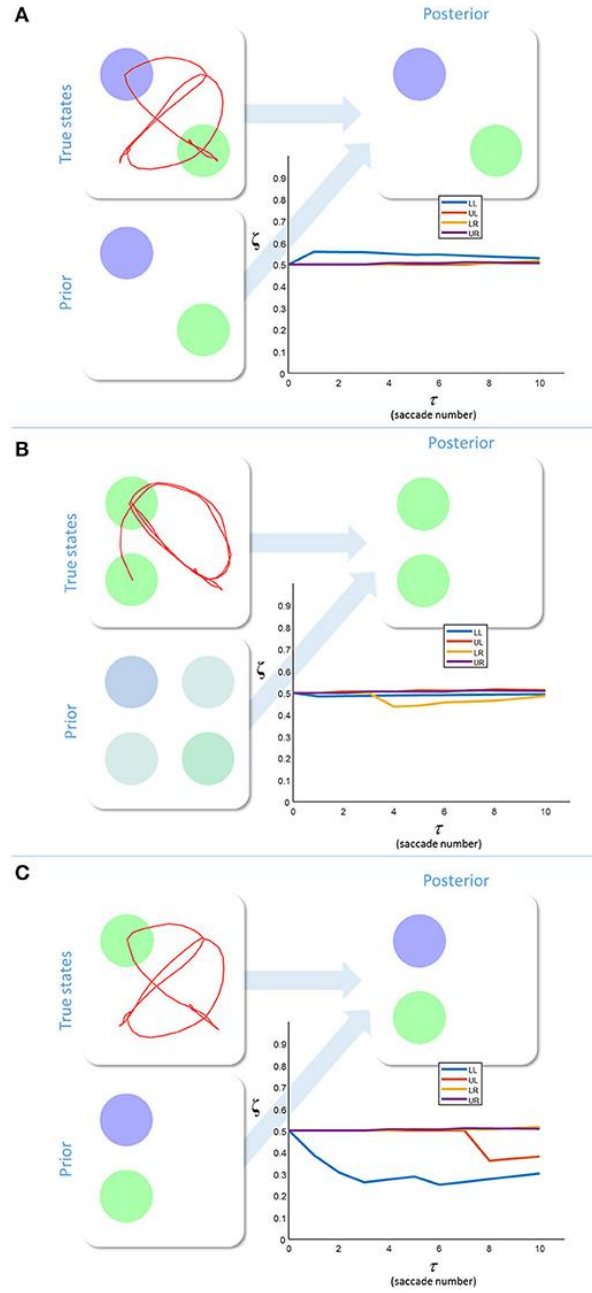 A
Posterior
True states
Prior
ζ
0.9
0.8
0.7
0.6
0.5
0.4
0.3
0.2
0.1
0
LL
UL
LR
UR
0 2 4 6 8 10
τ
(saccade number)
B
Posterior
True states
Prior
ζ
0.9
0.8
0.7
0.6
0.5
0.4
0.3
0.2
0.1
0
LL
UL
LR
UR
0 2 4 6 8 10
τ
(saccade number)
C
Posterior
True states
Prior
ζ
0.9
0.8
0.7
0.6
0.5
0.4
0.3
0.2
0.1
0
LL
UL
LR
UR
0 2 4 6 8 10
τ
(saccade number)